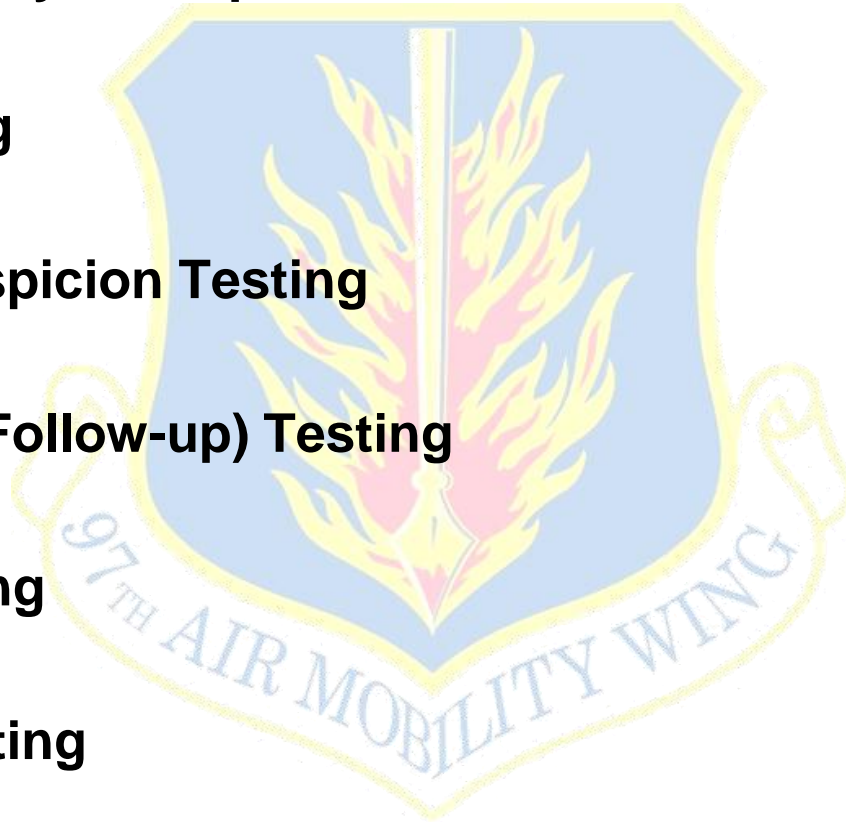 g
spicion Testing
Follow-up) Testing
ng
ting
97TH AIR MOBILITY WING